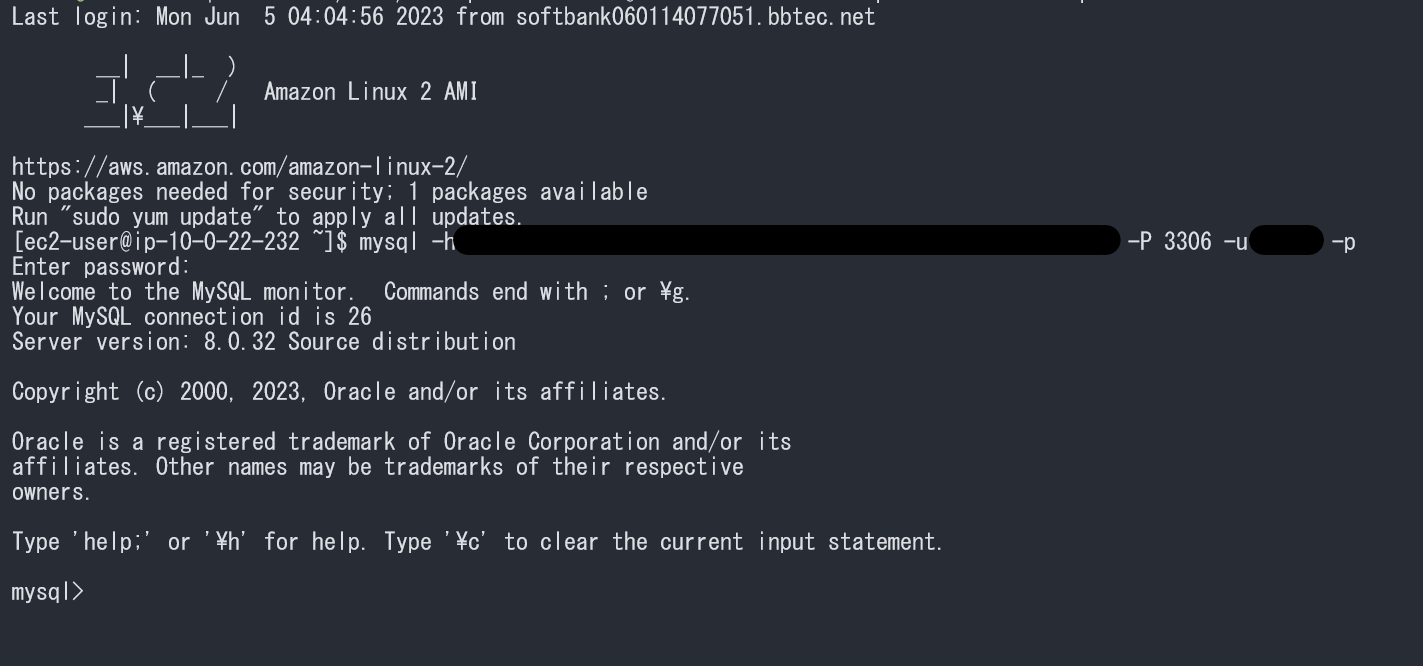 Last login: Mon Jun  5 04:04:56 2023 from softbank060114077051.bbtec.net
       __|  __|_  )
       _|  (     /   Amazon Linux 2 AMI
      ___|¥___|___|
https://aws.amazon.com/amazon-linux-2/
No packages needed for security; 1 packages available
Run "sudo yum update" to apply all updates.
[ec2-user@ip-10-0-22-232 ~]$ mysql -h -P 3306 -u -p
Enter password:
Welcome to the MySQL monitor.  Commands end with ; or ¥g.
Your MySQL connection id is 26
Server version: 8.0.32 Source distribution
Copyright (c) 2000, 2023, Oracle and/or its affiliates.
Oracle is a registered trademark of Oracle Corporation and/or its
affiliates. Other names may be trademarks of their respective
owners.
Type 'help;' or '¥h' for help. Type '¥c' to clear the current input statement.
mysql>